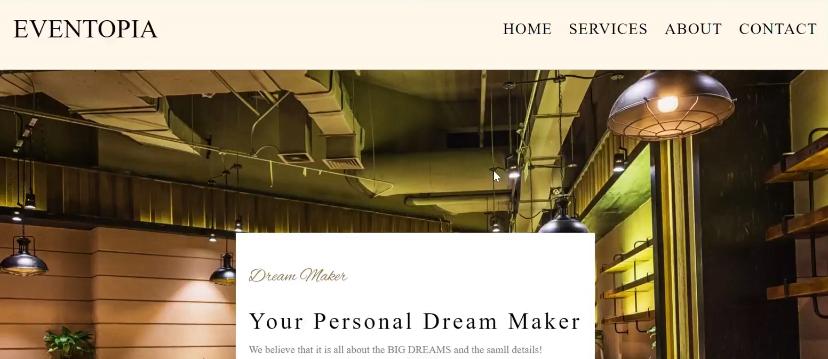 EVENTOPIA
HOME SERVICES ABOUT CONTACT
Dream Maker
Your Personal Dream Maker
We believe that it is all about the BIG DREAMS and the samll details!